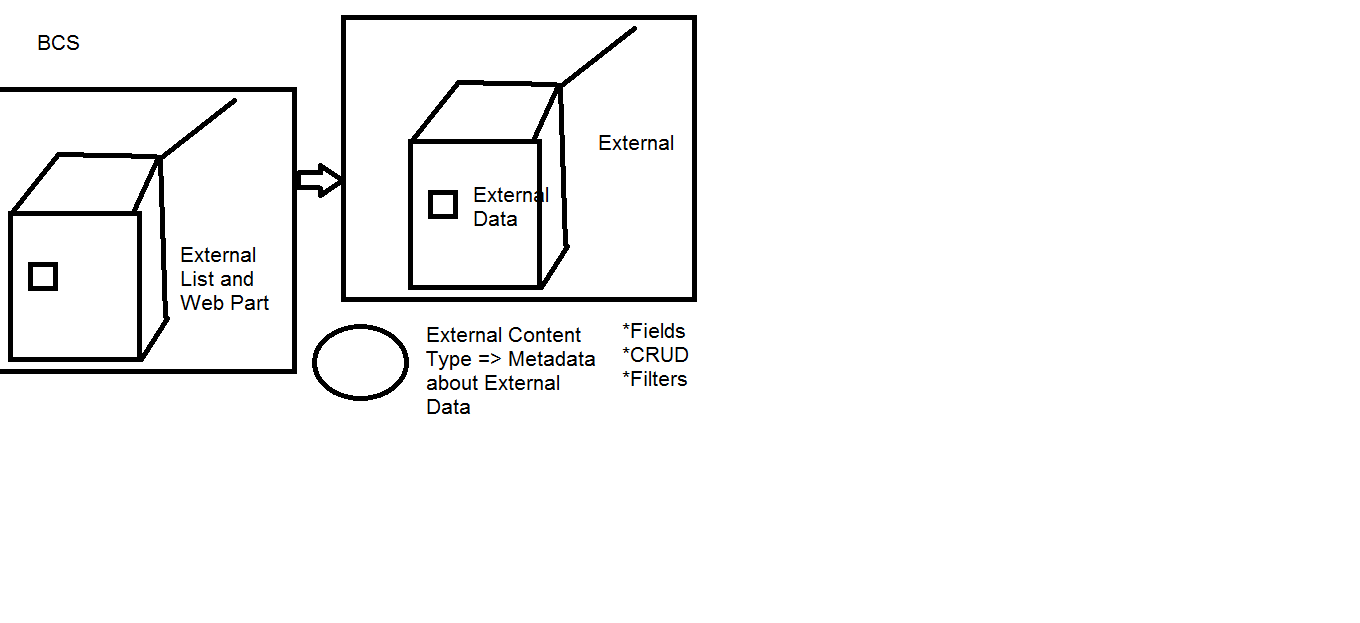 BCS
External
List and
Web Part
External
External
Data
External Content
Type => Metadata
about External
Data
*Fields
*CRUD
*Filters